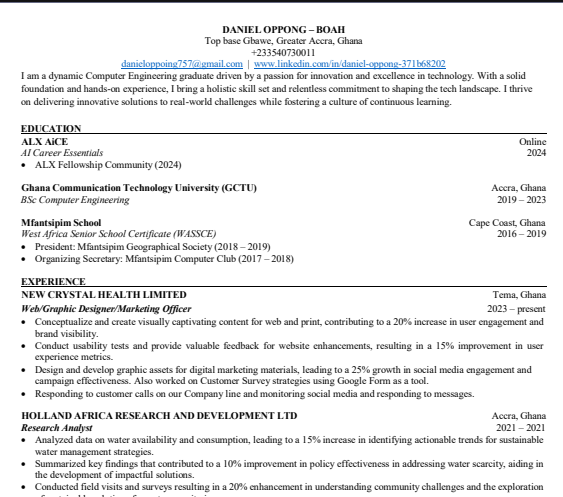 DANIEL OPPONG – BOAH
Top base Gbawe, Greater Accra, Ghana
+233540730011
danieloppoing757@gmail.com | www.linkedin.com/in/daniel-oppong-371b68202
I am a dynamic Computer Engineering graduate driven by a passion for innovation and excellence in technology. With a solid
foundation and hands-on experience, I bring a holistic skill set and relentless commitment to shaping the tech landscape. I thrive
on delivering innovative solutions to real-world challenges while fostering a culture of continuous learning.
EDUCATION
ALX AiCE Online
AI Career Essentials 2024
• ALX Fellowship Community (2024)
Ghana Communication Technology University (GCTU) Accra, Ghana
BSc Computer Engineering 2019 – 2023
Mfantsipim School Cape Coast, Ghana
West Africa Senior School Certificate (WASSCE) 2016 – 2019
• President: Mfantsipim Geographical Society (2018 – 2019)
• Organizing Secretary: Mfantsipim Computer Club (2017 – 2018)
EXPERIENCE
NEW CRYSTAL HEALTH LIMITED Tema, Ghana
Web/Graphic Designer/Marketing Officer 2023 – present
• Conceptualize and create visually captivating content for web and print, contributing to a 20% increase in user engagement and
brand visibility.
• Conduct usability tests and provide valuable feedback for website enhancements, resulting in a 15% improvement in user
experience metrics.
• Design and develop graphic assets for digital marketing materials, leading to a 25% growth in social media engagement and
campaign effectiveness. Also worked on Customer Survey strategies using Google Form as a tool.
• Responding to customer calls on our Company line and monitoring social media and responding to messages.
HOLLAND AFRICA RESEARCH AND DEVELOPMENT LTD Accra, Ghana
Research Analyst 2021 – 2021
• Analyzed data on water availability and consumption, leading to a 15% increase in identifying actionable trends for sustainable
water management strategies.
• Summarized key findings that contributed to a 10% improvement in policy effectiveness in addressing water scarcity, aiding in
the development of impactful solutions.
• Conducted field visits and surveys resulting in a 20% enhancement in understanding community challenges and the exploration